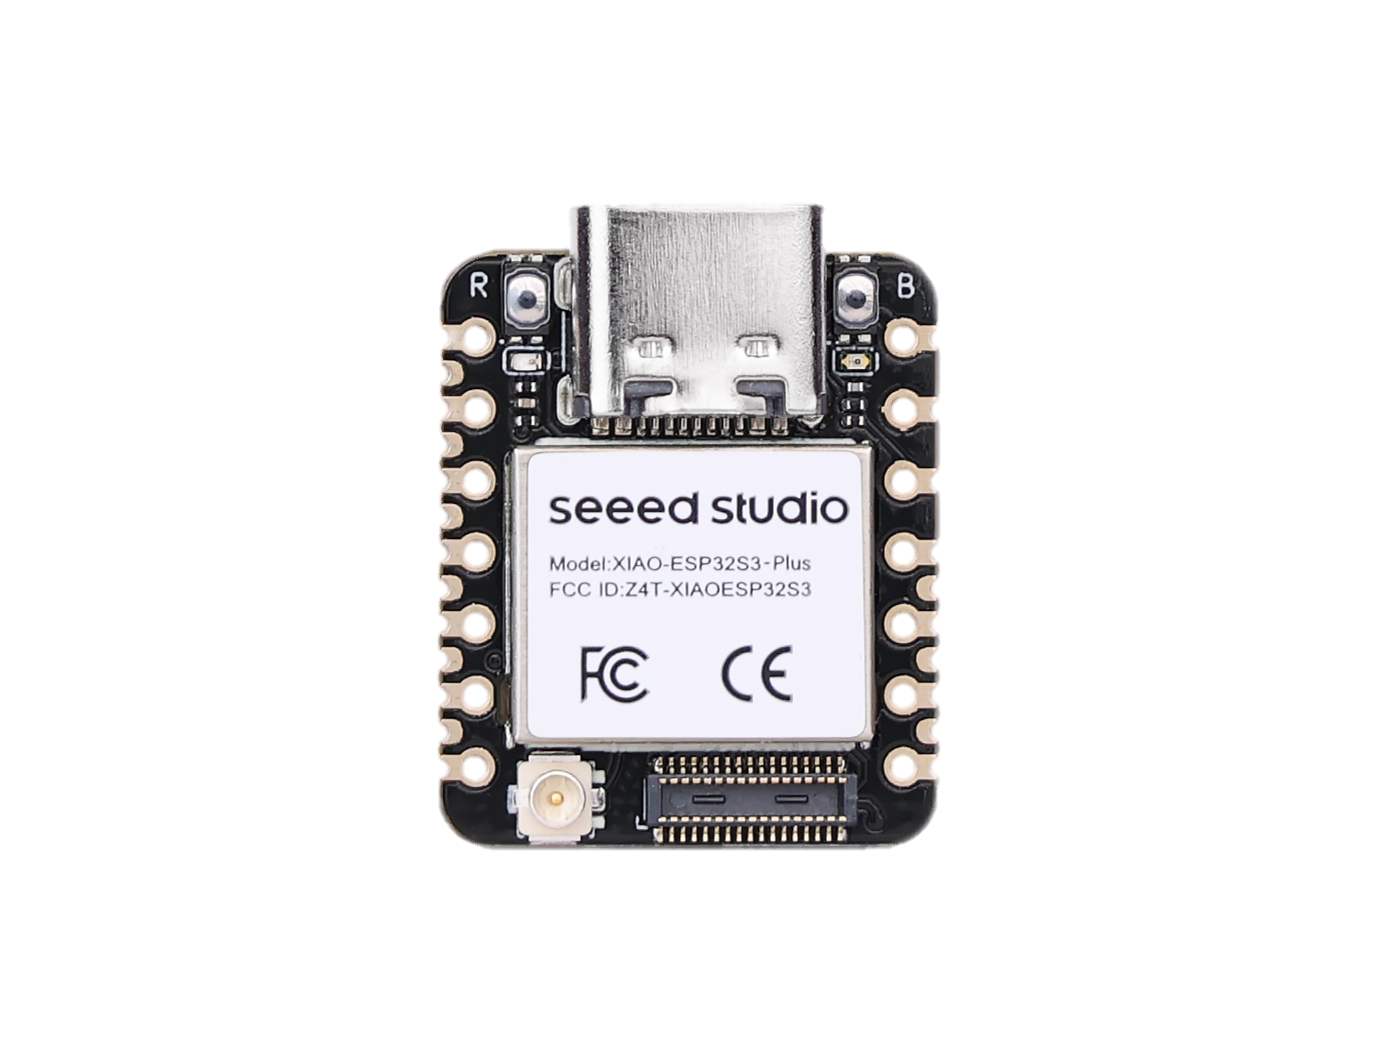 R B
seeed studio
Model:XIAO-ESP32S3-Plus
FCC ID:Z4T-XIAOESP32S3
FC CE